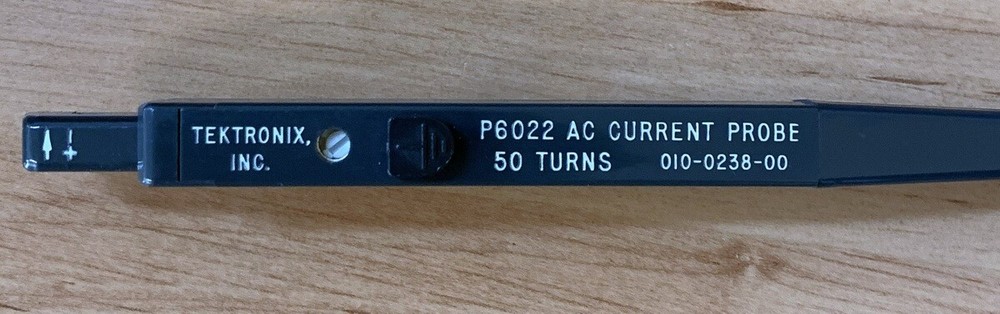 TEKTRONIX,
INC.
P6022 AC CURRENT PROBE
50 TURNS 010-0238-00